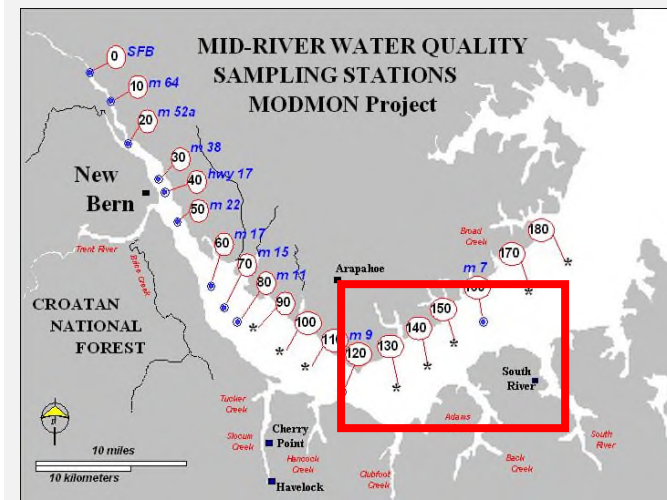 MID-RIVER WATER QUALITY
SAMPLING STATIONS
MODMON Project
0 SFB
10 m 64
20 m 52a
30 m 38
40 hwy 17
50 m 22
60 m 17
70 m 15
80 m 11
90
100
110
120 m 9
130
140
150
m 7
170
180
New
Bern
Trent River
Brice Creek
Broad
Creek
Arapahoe
CROATAN
NATIONAL
FOREST
Tucker
Creek
Slocum
Creek
Cherry
Point
Hancock
Creek
Havelock
Clubfoot
Creek
Adams
Back
Creek
South
River
South
River
10 miles
10 kilometers